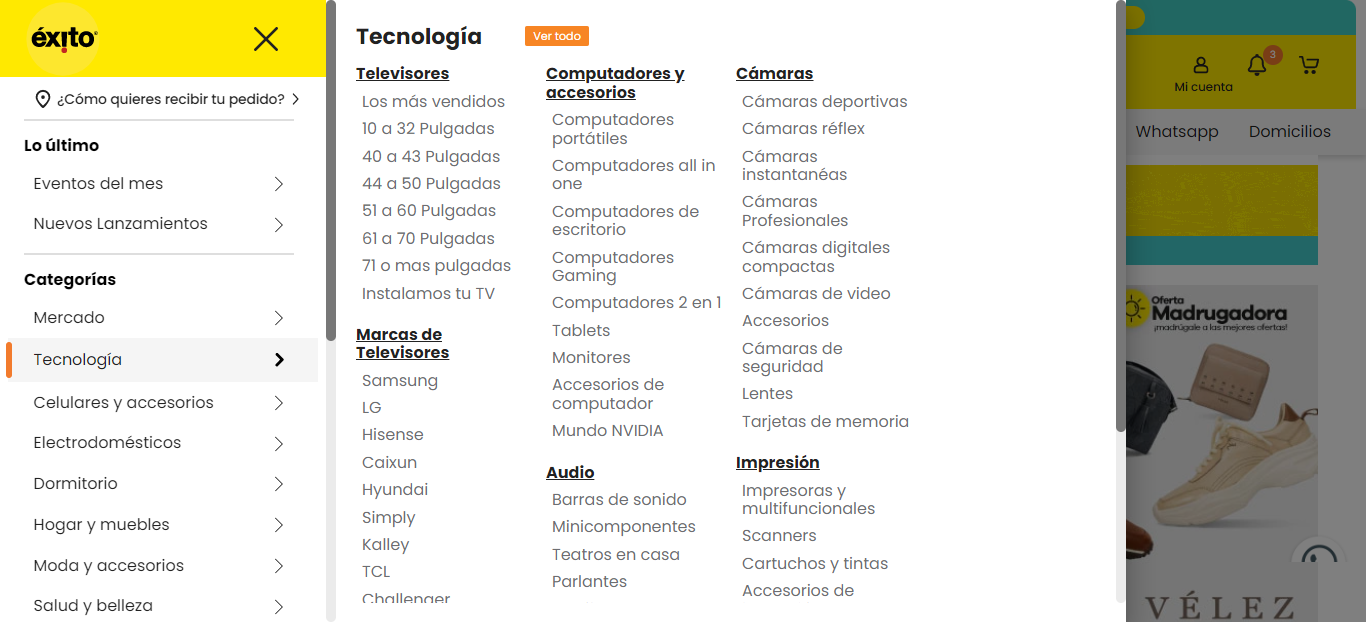 éxito
¿Cómo quieres recibir tu pedido?
Lo último
Eventos del mes
Nuevos Lanzamientos
Categorías
Mercado
Tecnología
Celulares y accesorios
Electrodomésticos
Dormitorio
Hogar y muebles
Moda y accesorios
Salud y belleza
Tecnología
Ver todo
Televisores
Los más vendidos
10 a 32 Pulgadas
40 a 43 Pulgadas
44 a 50 Pulgadas
51 a 60 Pulgadas
61 a 70 Pulgadas
71 o mas pulgadas
Instalamos tu TV
Marcas de
Televisores
Samsung
LG
Hisense
Caixun
Hyundai
Simply
Kalley
TCL
Challenger
Computadores y
accesorios
Computadores
portátiles
Computadores all in
one
Computadores de
escritorio
Computadores
Gaming
Computadores 2 en 1
Tablets
Monitores
Accesorios de
computador
Mundo NVIDIA
Audio
Barras de sonido
Minicomponentes
Teatros en casa
Parlantes
Cámaras
Cámaras deportivas
Cámaras réflex
Cámaras
instantanéas
Cámaras
Profesionales
Cámaras digitales
compactas
Cámaras de video
Accesorios
Cámaras de
seguridad
Lentes
Tarjetas de memoria
Impresión
Impresoras y
multifuncionales
Scanners
Cartuchos y tintas
Accesorios de
3
Mi cuenta
Whatsapp
Domicilios
Oferta
Madrugadora
¡madrúgale a las mejores ofertas!
VÉLEZ